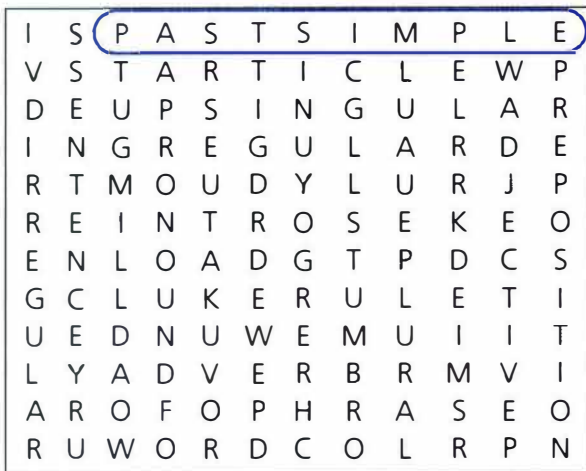 I S P A S T S I M P L E
V S T A R T I C L E W P
D E U P S I N G U L A R
I N G R E G U L A R D E
R T M O U D Y L U R J P
R E I N T R O S E K E O
E N L O A D G T P D C S
G C L U K E R U L E T I
U E D N U W E M U I I T
L Y A D V E R B R M V I
A R O F O P H R A S E O
R U W O R D C O L R P N